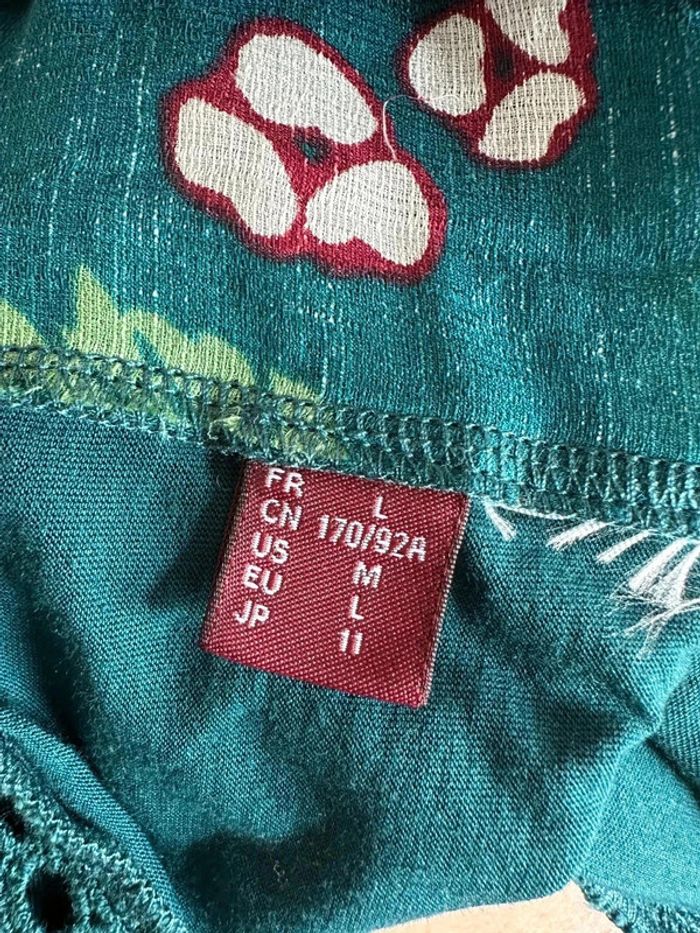 FR L
CN 170/92A
US M
EU L
JP 11